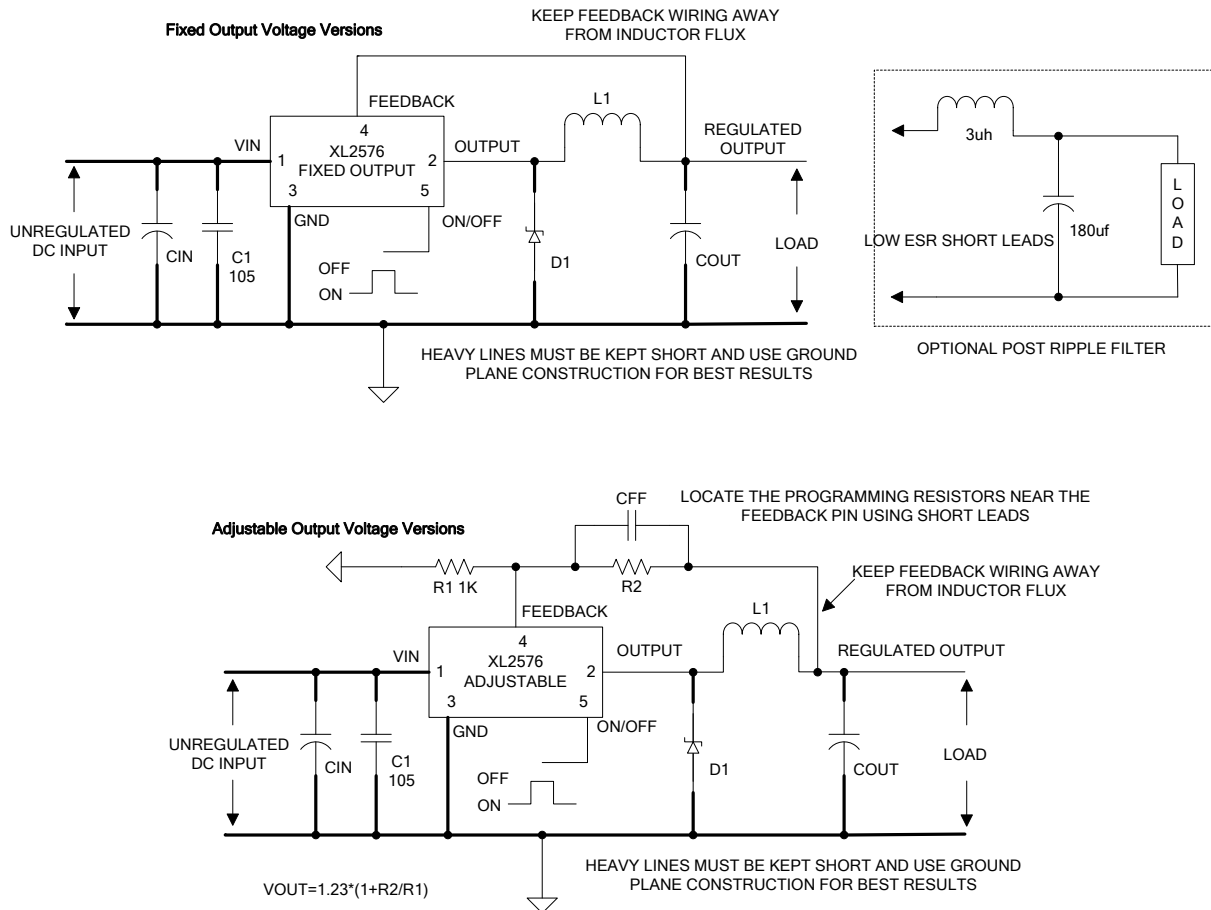 Fixed Output Voltage Versions
KEEP FEEDBACK WIRING AWAY
FROM INDUCTOR FLUX
FEEDBACK
L1
VIN
4
XL2576
FIXED OUTPUT
1
2
3
5
OUTPUT
REGULATED
OUTPUT
GND
ON/OFF
UNREGULATED
DC INPUT
CIN
C1
105
OFF
ON
D1
COUT
LOAD
HEAVY LINES MUST BE KEPT SHORT AND USE GROUND
PLANE CONSTRUCTION FOR BEST RESULTS
3uh
LOW ESR SHORT LEADS
180uf
LOAD
OPTIONAL POST RIPPLE FILTER
Adjustable Output Voltage Versions
CFF
LOCATE THE PROGRAMMING RESISTORS NEAR THE
FEEDBACK PIN USING SHORT LEADS
R1 1K
R2
KEEP FEEDBACK WIRING AWAY
FROM INDUCTOR FLUX
FEEDBACK
L1
VIN
4
XL2576
ADJUSTABLE
1
2
3
5
OUTPUT
REGULATED OUTPUT
GND
ON/OFF
UNREGULATED
DC INPUT
CIN
C1
105
OFF
ON
D1
COUT
LOAD
HEAVY LINES MUST BE KEPT SHORT AND USE GROUND
PLANE CONSTRUCTION FOR BEST RESULTS
VOUT=1.23*(1+R2/R1)